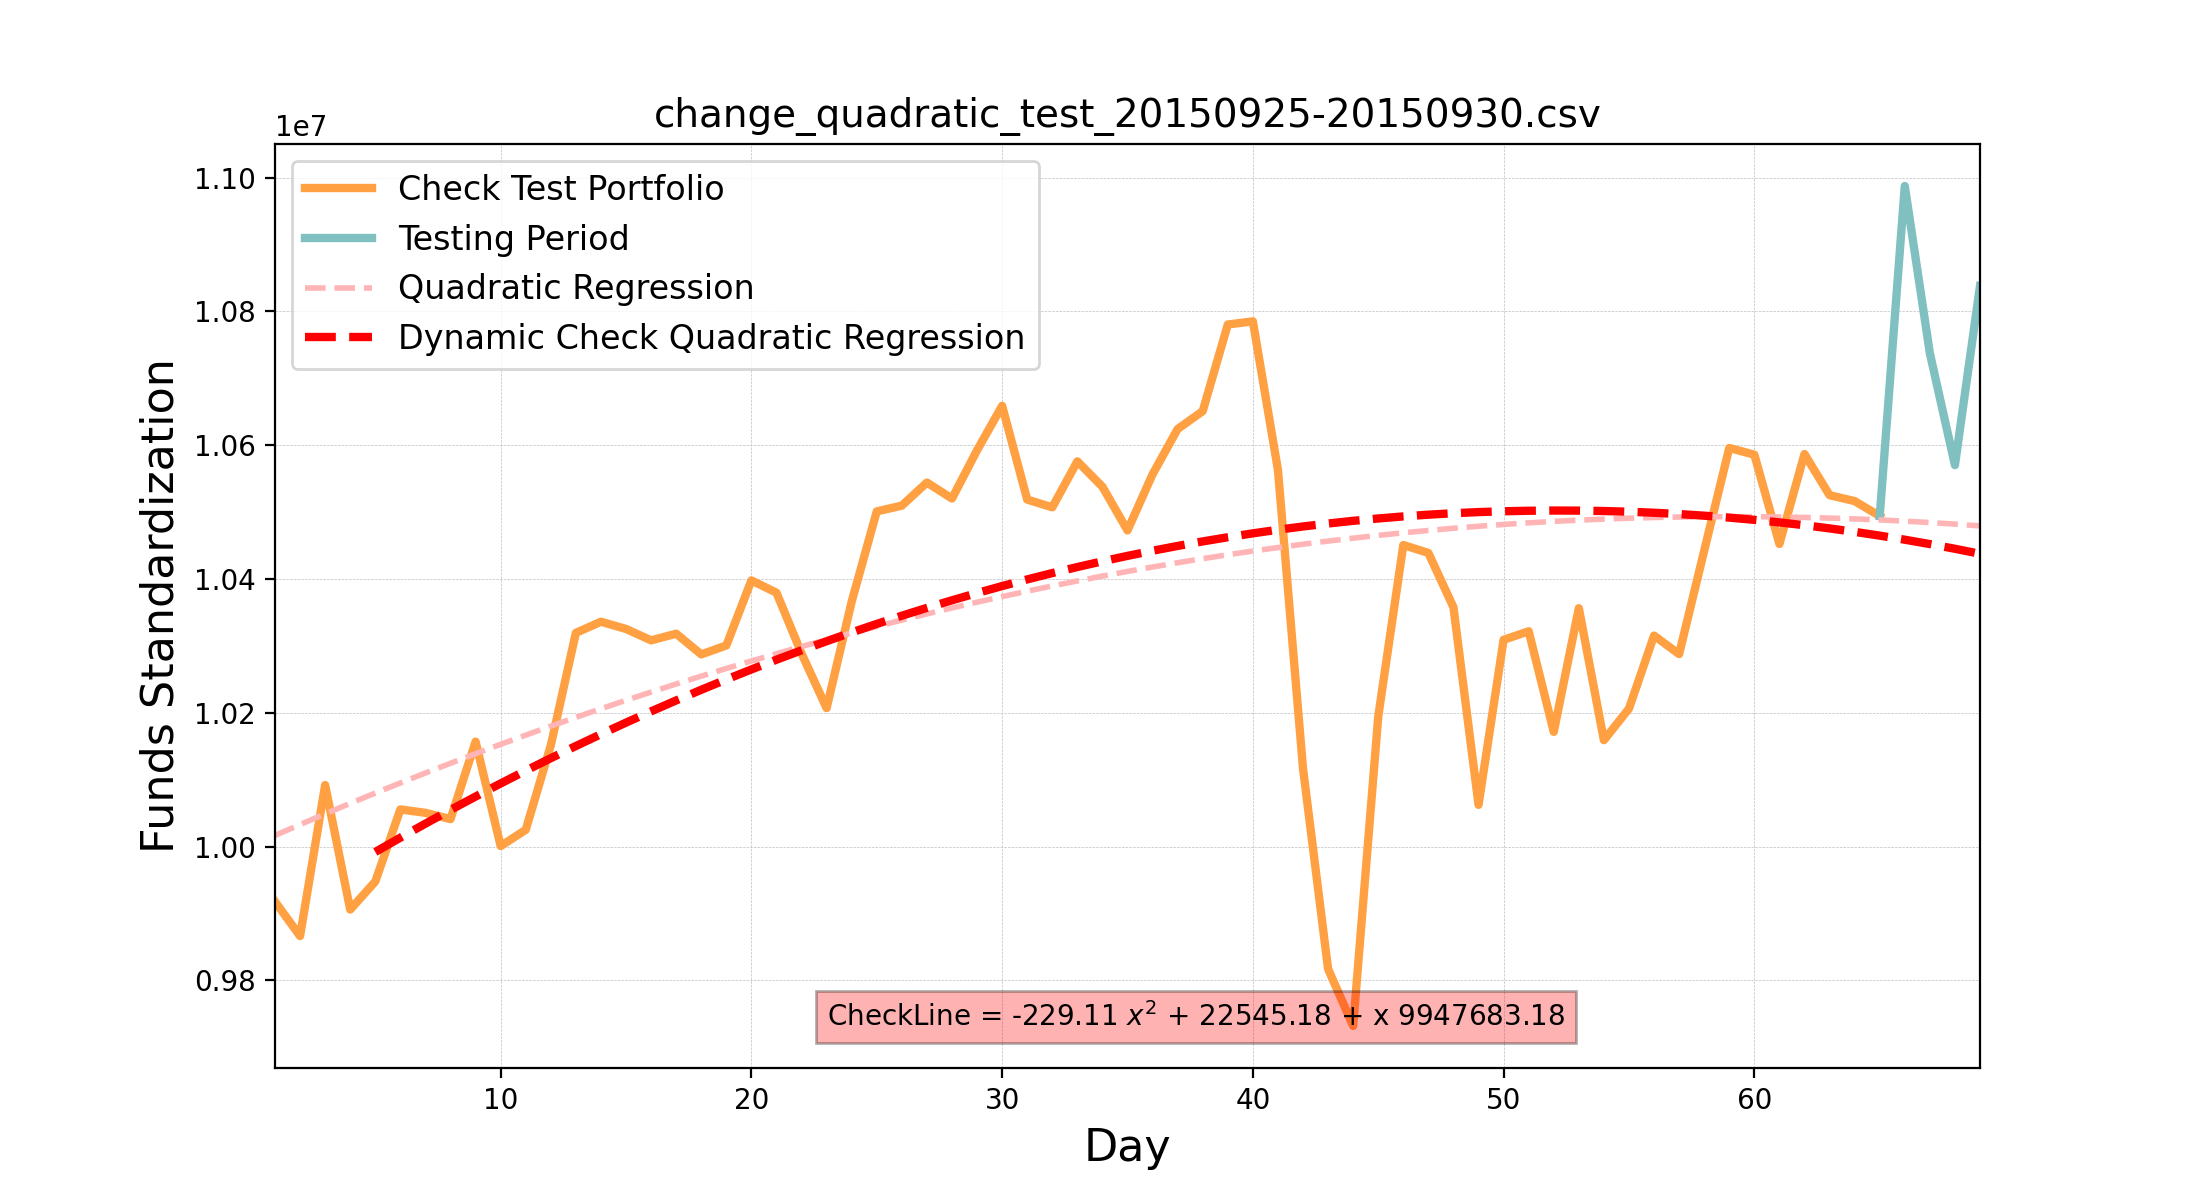 change_quadratic_test_20150925-20150930.csv
1e7
Check Test Portfolio
Testing Period
Quadratic Regression
Dynamic Check Quadratic Regression
1.10
1.08
1.06
1.04
1.02
1.00
0.98
Funds Standardization
CheckLine = -229.11 x² + 22545.18 + x 9947683.18
10 20 30 40 50 60
Day